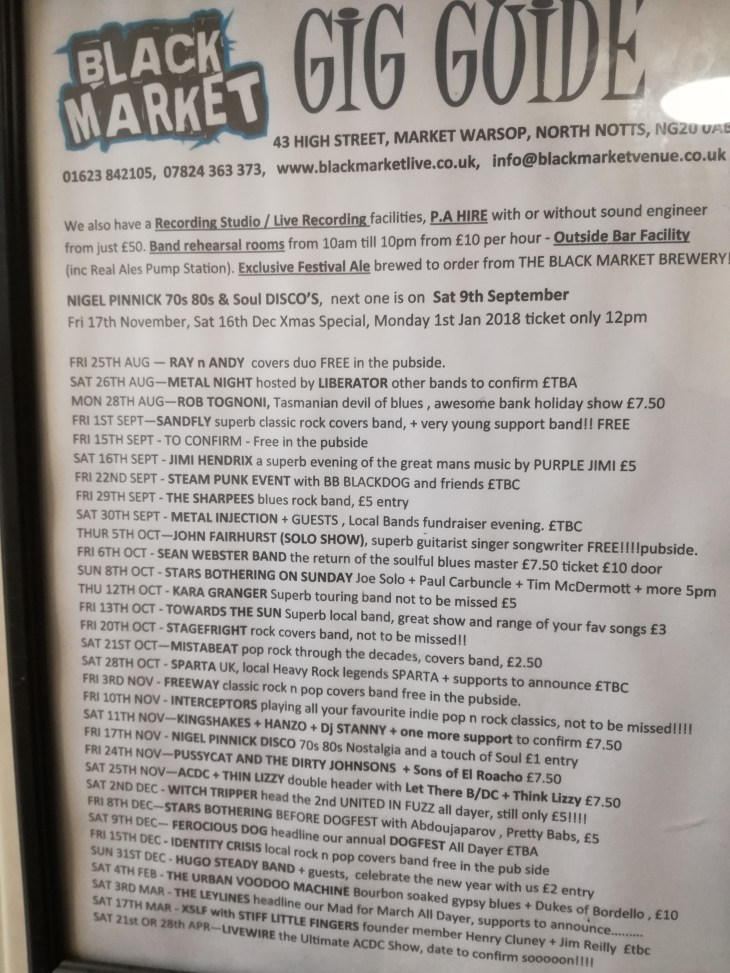 BLACK MARKET
GIG GUIDE
43 HIGH STREET, MARKET WARSOP, NORTH NOTTS, NG20 0AB
01623 842105, 07824 363 373, www.blackmarketlive.co.uk, info@blackmarketvenue.co.uk
We also have a Recording Studio / Live Recording facilities, P.A HIRE with or without sound engineer
from just £50. Band rehearsal rooms from 10am till 10pm from £10 per hour - Outside Bar Facility
(inc Real Ales Pump Station). Exclusive Festival Ale brewed to order from THE BLACK MARKET BREWERY!
NIGEL PINNICK 70s 80s & Soul DISCO'S, next one is on Sat 9th September
Fri 17th November, Sat 16th Dec Xmas Special, Monday 1st Jan 2018 ticket only 12pm
FRI 25TH AUG — RAY n ANDY covers duo FREE in the pubside.
SAT 26TH AUG—METAL NIGHT hosted by LIBERATOR other bands to confirm £TBA
MON 28TH AUG—ROB TOGNONI, Tasmanian devil of blues , awesome bank holiday show £7.50
FRI 1ST SEPT—SANDFLY superb classic rock covers band, + very young support band!! FREE
FRI 15TH SEPT - TO CONFIRM - Free in the pubside
SAT 16TH SEPT - JIMI HENDRIX a superb evening of the great mans music by PURPLE JIMI £5
FRI 22ND SEPT - STEAM PUNK EVENT with BB BLACKDOG and friends £TBC
FRI 29TH SEPT - THE SHARPEES blues rock band, £5 entry
SAT 30TH SEPT - METAL INJECTION + GUESTS , Local Bands fundraiser evening. £TBC
THUR 5TH OCT—JOHN FAIRHURST (SOLO SHOW), superb guitarist singer songwriter FREE!!!!pubside.
FRI 6TH OCT - SEAN WEBSTER BAND the return of the soulful blues master £7.50 ticket £10 door
SUN 8TH OCT - STARS BOTHERING ON SUNDAY Joe Solo + Paul Carbuncle + Tim McDermott + more 5pm
THU 12TH OCT - KARA GRANGER Superb touring band not to be missed £5
FRI 13TH OCT - TOWARDS THE SUN Superb local band, great show and range of your fav songs £3
FRI 20TH OCT - STAGEFRIGHT rock covers band, not to be missed!!
SAT 21ST OCT—MISTABEAT pop rock through the decades, covers band, £2.50
SAT 28TH OCT - SPARTA UK, local Heavy Rock legends SPARTA + supports to announce £TBC
FRI 3RD NOV - FREEWAY classic rock n pop covers band free in the pubside.
FRI 10TH NOV - INTERCEPTORS playing all your favourite indie pop n rock classics, not to be missed!!!!
SAT 11TH NOV—KINGSHAKES + HANZO + Dj STANNY + one more support to confirm £7.50
FRI 17TH NOV - NIGEL PINNICK DISCO 70s 80s Nostalgia and a touch of Soul £1 entry
FRI 24TH NOV—PUSSYCAT AND THE DIRTY JOHNSONS + Sons of El Roacho £7.50
SAT 25TH NOV—ACDC + THIN LIZZY double header with Let There B/DC + Think Lizzy £7.50
SAT 2ND DEC - WITCH TRIPPER head the 2nd UNITED IN FUZZ all dayer, still only £5!!!!
FRI 8TH DEC—STARS BOTHERING BEFORE DOGFEST with Abdoujaparov , Pretty Babs, £5
SAT 9TH DEC— FEROCIOUS DOG headline our annual DOGFEST All Dayer £TBA
FRI 15TH DEC - IDENTITY CRISIS local rock n pop covers band free in the pub side
SUN 31ST DEC - HUGO STEADY BAND + guests, celebrate the new year with us £2 entry
SAT 4TH FEB - THE URBAN VOODOO MACHINE Bourbon soaked gypsy blues + Dukes of Bordello , £10
SAT 3RD MAR - THE LEYLINES headline our Mad for March All Dayer, supports to announce.........
SAT 17TH MAR - XSLF with STIFF LITTLE FINGERS founder member Henry Cluney + Jim Reilly £tbc
SAT 21st OR 28th APR—LIVEWIRE the Ultimate ACDC Show, date to confirm sooooon!!!!